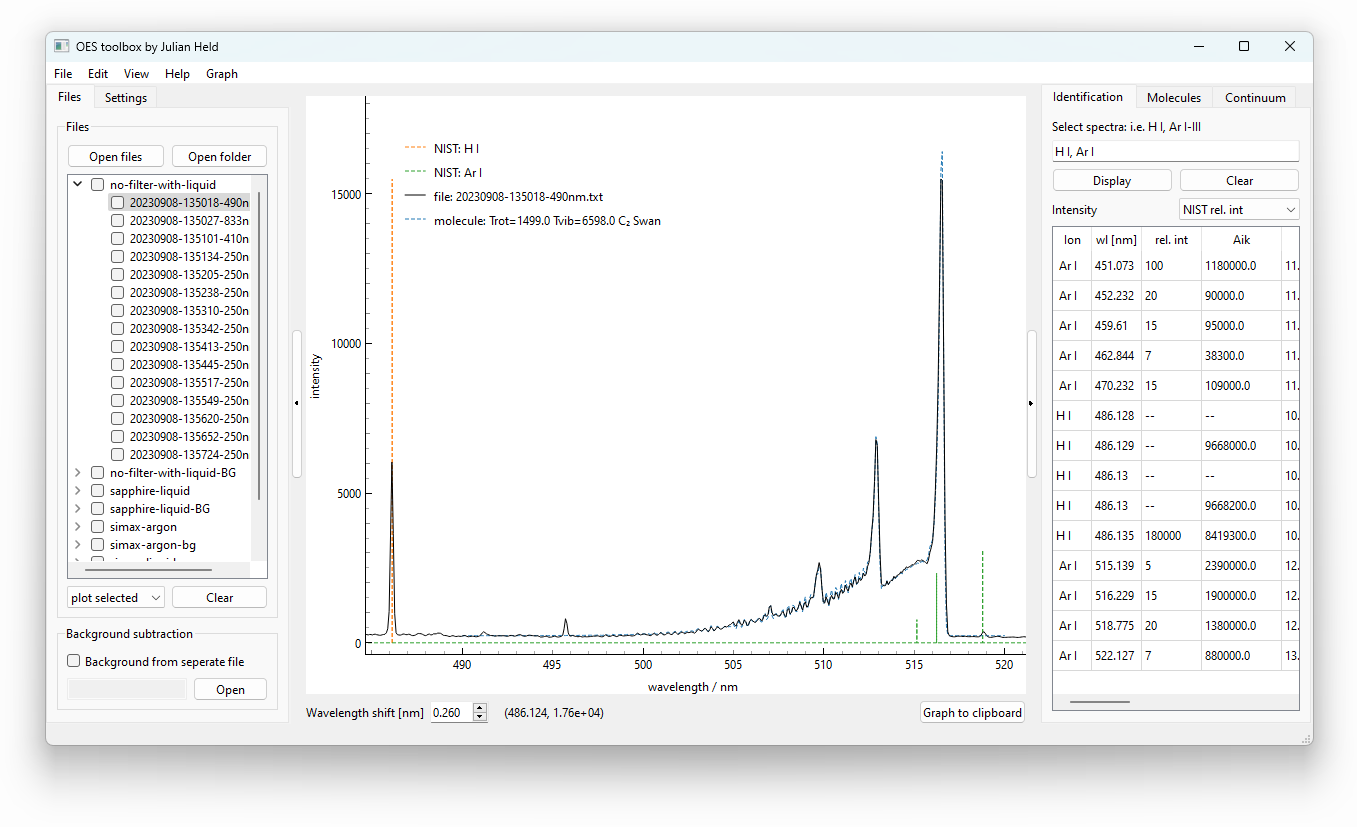 OES toolbox by Julian Held
File Edit View Help Graph
Files Settings
Files
Open files Open folder
no-filter-with-liquid
20230908-135018-490n
20230908-135027-833n
20230908-135101-410n
20230908-135134-250n
20230908-135205-250n
20230908-135238-250n
20230908-135310-250n
20230908-135342-250n
20230908-135413-250n
20230908-135445-250n
20230908-135517-250n
20230908-135549-250n
20230908-135620-250n
20230908-135652-250n
20230908-135724-250n
no-filter-with-liquid-BG
sapphire-liquid
sapphire-liquid-BG
simax-argon
simax-argon-bg
plot selected Clear
Background subtraction
Background from seperate file
Open
NIST: H I
NIST: Ar I
file: 20230908-135018-490nm.txt
molecule: Trot=1499.0 Tvib=6598.0 C₂ Swan
15000
10000
5000
0
intensity
490 495 500 505 510 515 520
wavelength / nm
Wavelength shift [nm] 0.260 (486.124, 1.76e+04) Graph to clipboard
Identification Molecules Continuum
Select spectra: i.e. H I, Ar I-III
H I, Ar I
Display Clear
Intensity NIST rel. int
Ion wl [nm] rel. int Aik
Ar I 451.073 100 1180000.0 11.
Ar I 452.232 20 90000.0 11.
Ar I 459.61 15 95000.0 11.
Ar I 462.844 7 38300.0 11.
Ar I 470.232 15 109000.0 11.
H I 486.128 -- -- 10.
H I 486.129 -- 9668000.0 10.
H I 486.13 -- -- 10.
H I 486.13 -- 9668200.0 10.
H I 486.135 180000 8419300.0 10.
Ar I 515.139 5 2390000.0 12.
Ar I 516.229 15 1900000.0 12.
Ar I 518.775 20 1380000.0 12.
Ar I 522.127 7 880000.0 13.